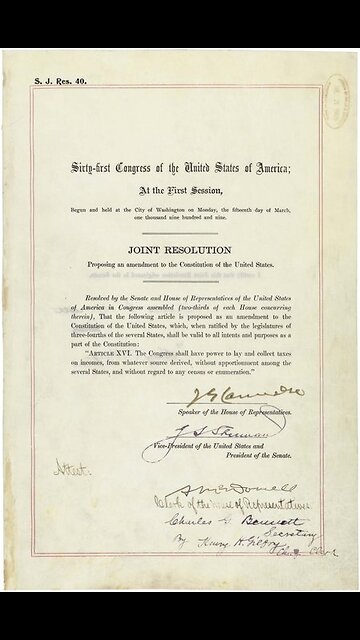 S. J. Res. 40.
Sixty-first Congress of the United States of America;
At the First Session,
Begun and held at the City of Washington on Monday, the fifteenth day of March,
one thousand nine hundred and nine.
JOINT RESOLUTION
Proposing an amendment to the Constitution of the United States.
Resolved by the Senate and House of Representatives of the United States
of America in Congress assembled (two-thirds of each House concurring
therein), That the following article is proposed as an amendment to the
Constitution of the United States, which, when ratified by the legislatures of
three-fourths of the several States, shall be valid to all intents and purposes as a
part of the Constitution:
"ARTICLE XVI. The Congress shall have power to lay and collect taxes
on incomes, from whatever source derived, without apportionment among the
several States, and without regard to any census or enumeration."
J G Cannon
Speaker of the House of Representatives.
J. S. Sherman
Vice-President of the United States and
President of the Senate.
Attest.
A McDowell
Clerk of the House of Representatives.
Charles G. Bennett
Secretary
By Henry H. Gilfry
Chief Clerk